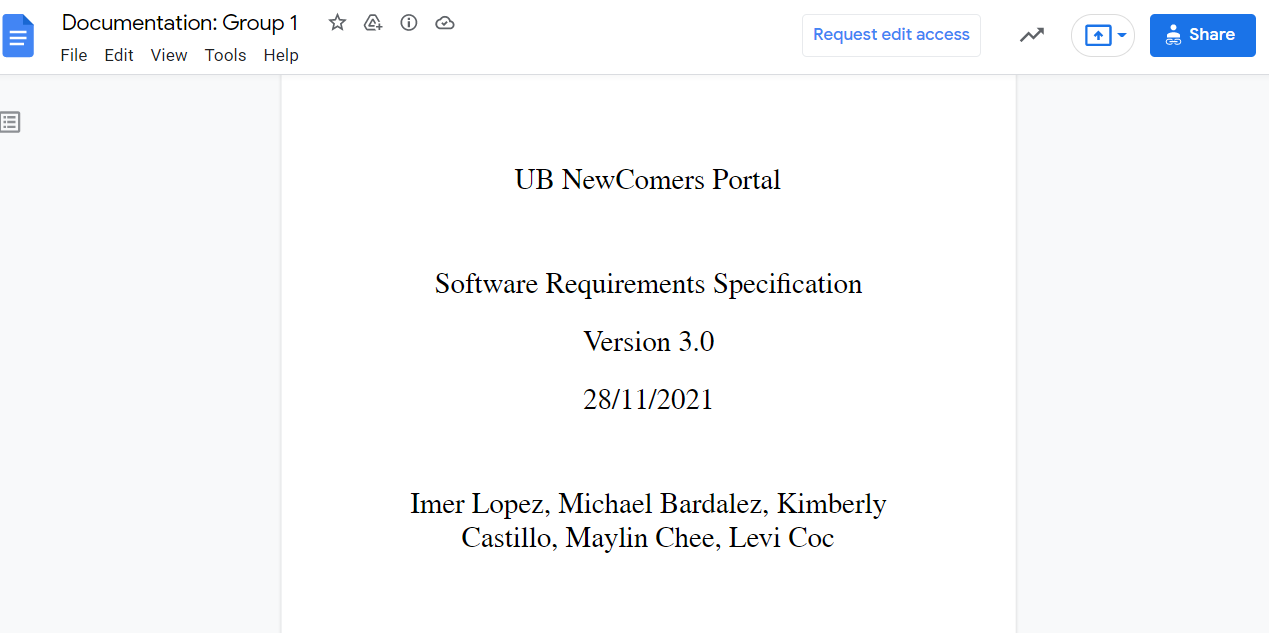 Documentation: Group 1
File Edit View Tools Help
Request edit access
Share
UB NewComers Portal
Software Requirements Specification
Version 3.0
28/11/2021
Imer Lopez, Michael Bardalez, Kimberly
Castillo, Maylin Chee, Levi Coc